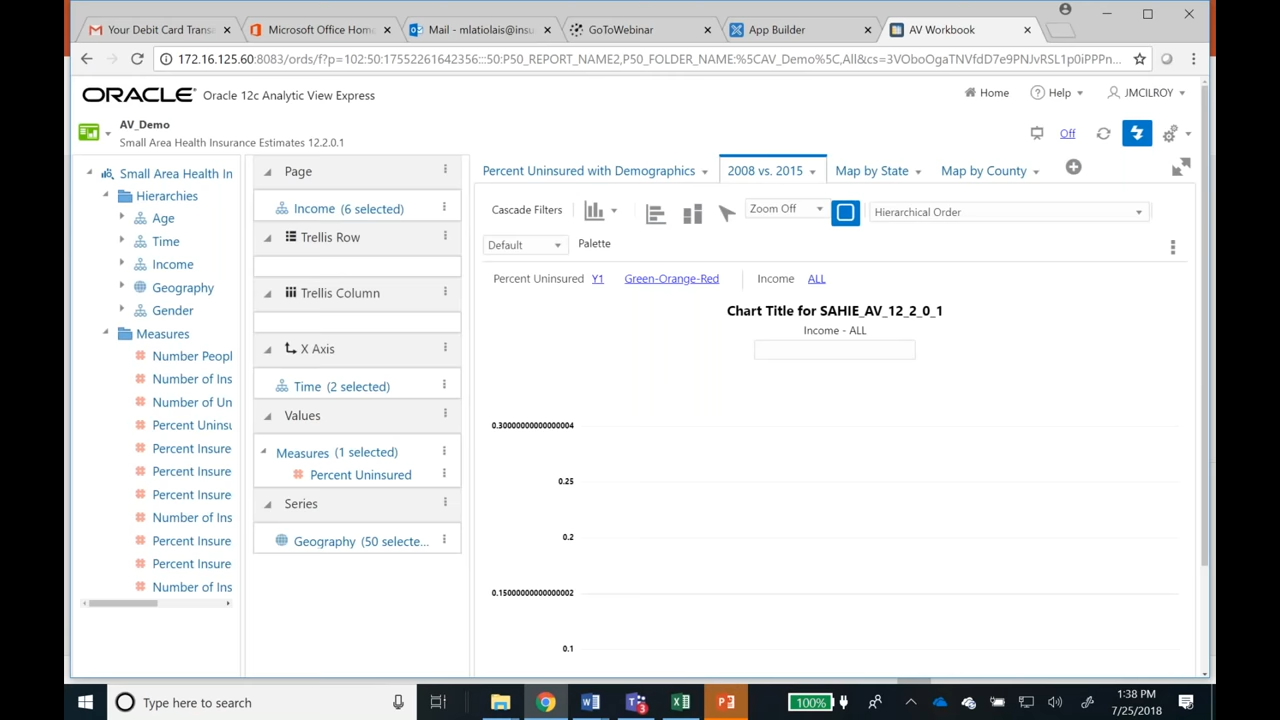 Your Debit Card Transa
Microsoft Office Home
Mail - mlatiolais@insu
GoToWebinar
App Builder
AV Workbook
172.16.125.60:8083/ords/f?p=102:50:17552261642356:::50:P50_REPORT_NAME2,P50_FOLDER_NAME:%5CAV_Demo%5C,All&cs=3VOboOgaTNVfdD7e9PNJvRSL1p0iPPPn...
ORACLE Oracle 12c Analytic View Express
Home
Help
JMCILROY
AV_Demo
Small Area Health Insurance Estimates 12.2.0.1
Off
Small Area Health In
Hierarchies
Age
Time
Income
Geography
Gender
Measures
Number Peopl
Number of Ins
Number of Un
Percent Uninsu
Percent Insure
Percent Insure
Percent Insure
Number of Ins
Percent Insure
Percent Insure
Number of Ins
Page
Income (6 selected)
Trellis Row
Trellis Column
X Axis
Time (2 selected)
Values
Measures (1 selected)
Percent Uninsured
Series
Geography (50 selecte...
Percent Uninsured with Demographics
2008 vs. 2015
Map by State
Map by County
Cascade Filters
Zoom Off
Hierarchical Order
Default
Palette
Percent Uninsured Y1 Green-Orange-Red
Income ALL
Chart Title for SAHIE_AV_12_2_0_1
Income - ALL
0.30000000000000004
0.25
0.2
0.15000000000000002
0.1
Type here to search
100%
1:38 PM
7/25/2018